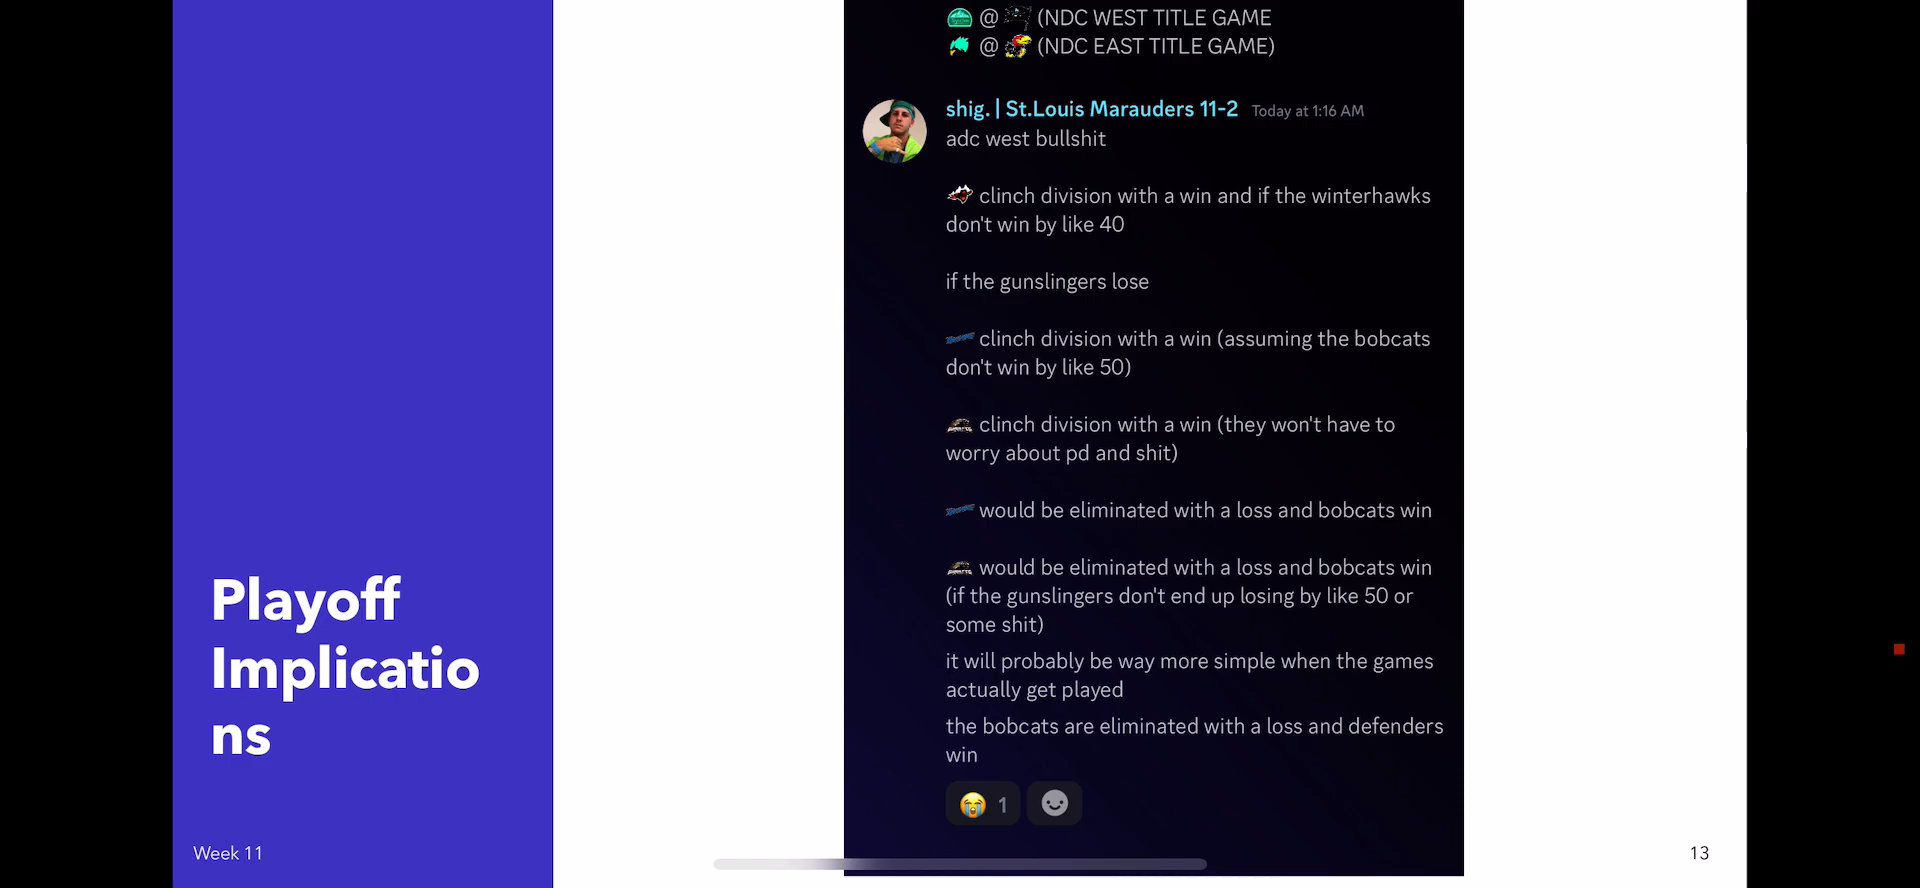 @ (NDC WEST TITLE GAME
@ (NDC EAST TITLE GAME)
shig. | St.Louis Marauders 11-2 Today at 1:16 AM
adc west bullshit
clinch division with a win and if the winterhawks
don't win by like 40
if the gunslingers lose
clinch division with a win (assuming the bobcats
don't win by like 50)
clinch division with a win (they won't have to
worry about pd and shit)
would be eliminated with a loss and bobcats win
would be eliminated with a loss and bobcats win
(if the gunslingers don't end up losing by like 50 or
some shit)
it will probably be way more simple when the games
actually get played
the bobcats are eliminated with a loss and defenders
win
1
Playoff
Implicatio
ns
Week 11
13